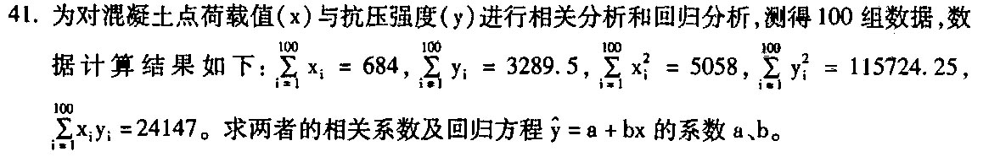 41. 为对混凝土点荷载值(x)与抗压强度(y)进行相关分析和回归分析,测得100组数据,数
据计算结果如下:$\sum_{i=1}^{100} x_i = 684$,$\sum_{i=1}^{100} y_i = 3289.5$,$\sum_{i=1}^{100} x_i^2 = 5058$,$\sum_{i=1}^{100} y_i^2 = 115724.25$,
$\sum_{i=1}^{100} x_i y_i = 24147$。求两者的相关系数及回归方程 $\hat{y} = a + bx$ 的系数 a、b。